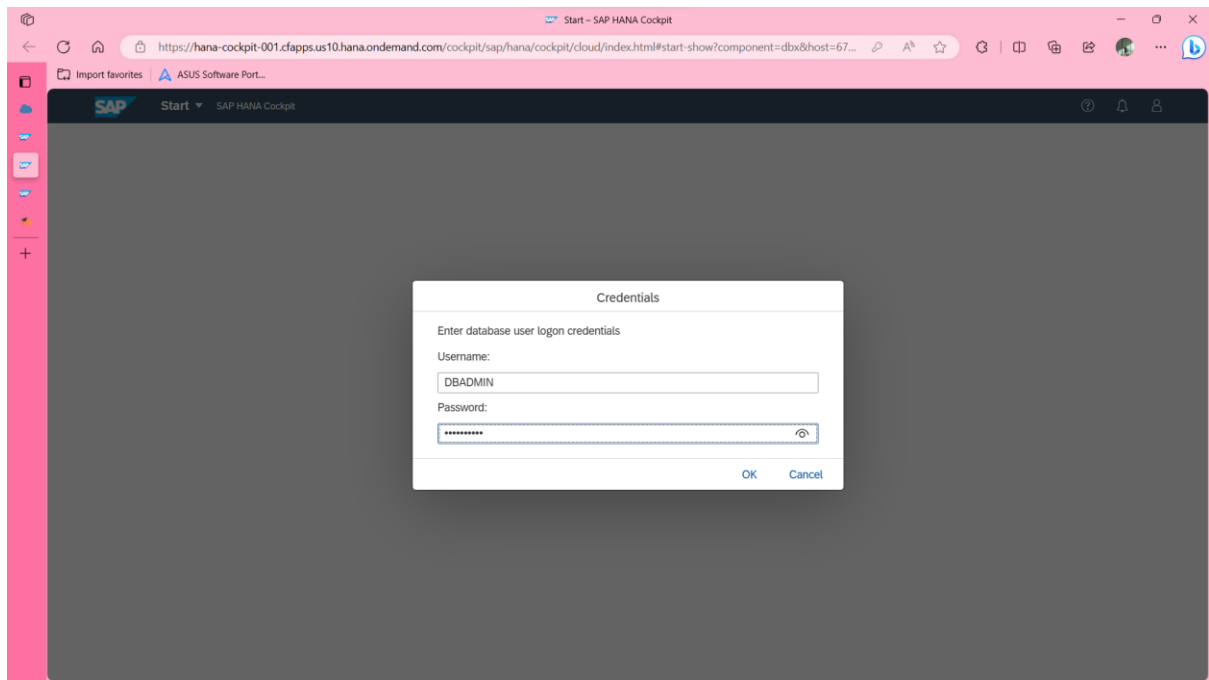 Start – SAP HANA Cockpit
https://hana-cockpit-001.cfapps.us10.hana.ondemand.com/cockpit/sap/hana/cockpit/cloud/index.html#start-show?component=dbx&host=67...
Import favorites
ASUS Software Port...
SAP Start SAP HANA Cockpit
Credentials
Enter database user logon credentials
Username:
DBADMIN
Password:
••••••••••
OK Cancel